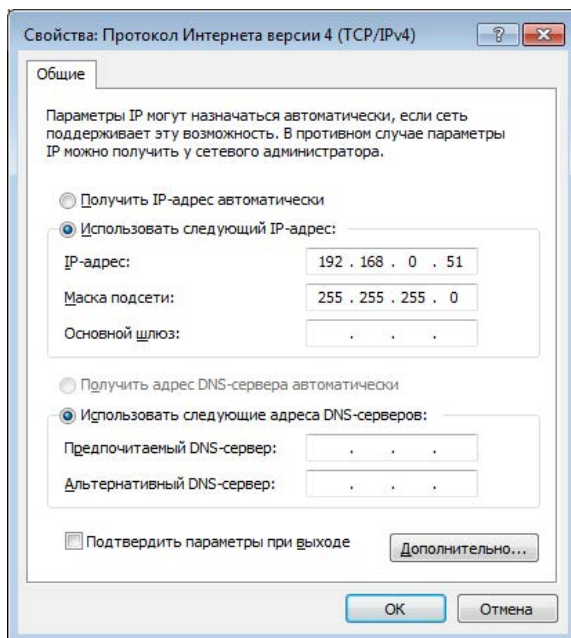 Свойства: Протокол Интернета версии 4 (TCP/IPv4)
Общие
Параметры IP могут назначаться автоматически, если сеть
поддерживает эту возможность. В противном случае параметры
IP можно получить у сетевого администратора.
Получить IP-адрес автоматически
Использовать следующий IP-адрес:
IP-адрес: 192 . 168 . 0 . 51
Маска подсети: 255 . 255 . 255 . 0
Основной шлюз: . . .
Получить адрес DNS-сервера автоматически
Использовать следующие адреса DNS-серверов:
Предпочитаемый DNS-сервер: . . .
Альтернативный DNS-сервер: . . .
Подтвердить параметры при выходе
Дополнительно...
ОК Отмена